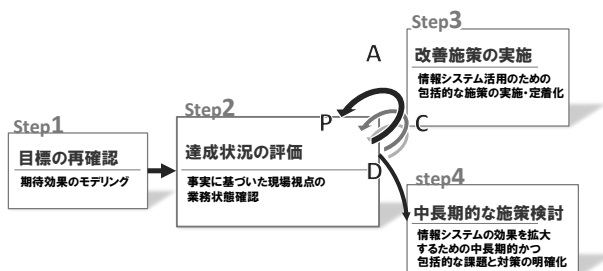 Step1
目標の再確認
期待効果のモデリング
Step2
達成状況の評価
事実に基づいた現場視点の
業務状態確認
A
P
C
D
Step3
改善施策の実施
情報システム活用のための
包括的な施策の実施・定着化
step4
中長期的な施策検討
情報システムの効果を拡大
するための中長期的かつ
包括的な課題と対策の明確化